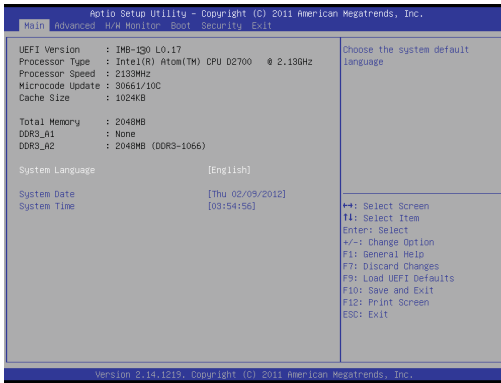 Aptio Setup Utility – Copyright (C) 2011 American Megatrends, Inc.
Main Advanced H/W Monitor Boot Security Exit
UEFI Version : IMB-130 L0.17
Processor Type : Intel(R) Atom(TM) CPU D2700 @ 2.13GHz
Processor Speed : 2133MHz
Microcode Update : 30661/10C
Cache Size : 1024KB
Total Memory : 2048MB
DDR3_A1 : None
DDR3_A2 : 2048MB (DDR3-1066)
System Language [English]
System Date [Thu 02/09/2012]
System Time [03:54:56]
Choose the system default
language
↔: Select Screen
↑↓: Select Item
Enter: Select
+/-: Change Option
F1: General Help
F7: Discard Changes
F9: Load UEFI Defaults
F10: Save and Exit
F12: Print Screen
ESC: Exit
Version 2.14.1219. Copyright (C) 2011 American Megatrends, Inc.